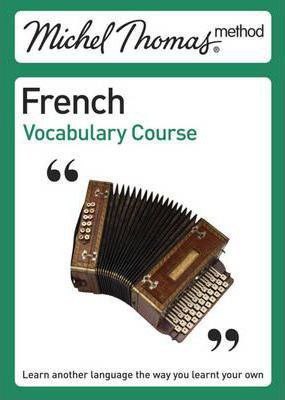 Michel Thomas method®
French
Vocabulary Course
“
”
Learn another language the way you learnt your own